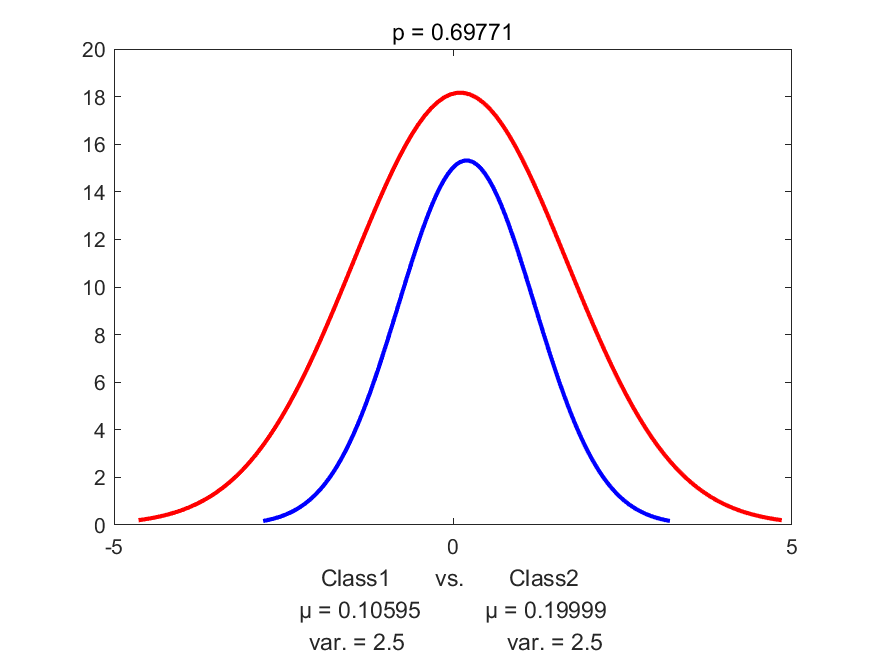 p = 0.69771
20
18
16
14
12
10
8
6
4
2
0
-5 0 5
Class1 vs. Class2
μ = 0.10595 μ = 0.19999
var. = 2.5 var. = 2.5